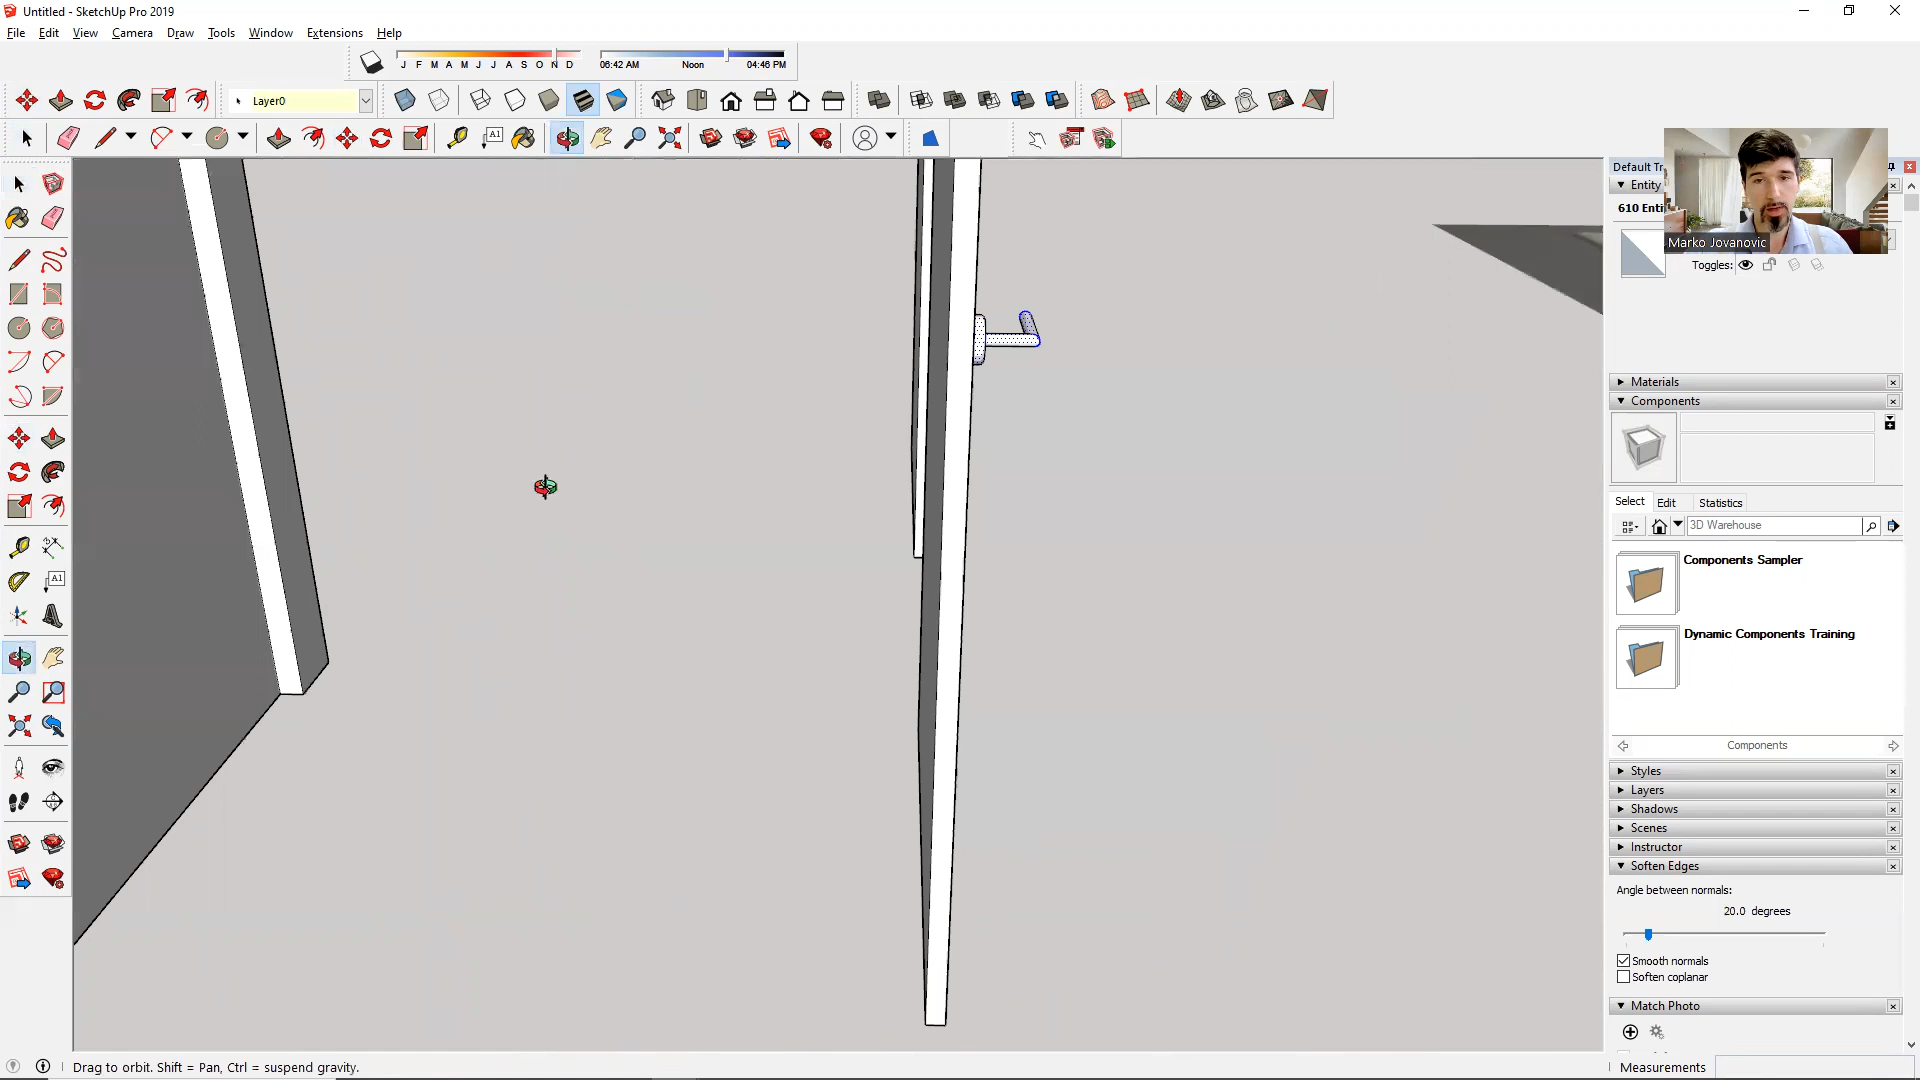 Untitled - SketchUp Pro 2019
File Edit View Camera Draw Tools Window Extensions Help
J F M A M J J A S O N D
06:42 AM Noon 04:46 PM
Layer0
A1
Default Tr
Entity
610 Enti
Marko Jovanovic
Toggles:
Materials
Components
Select Edit Statistics
3D Warehouse
Components Sampler
Dynamic Components Training
A1
Components
Styles
Layers
Shadows
Scenes
Instructor
Soften Edges
Angle between normals:
20.0 degrees
Smooth normals
Soften coplanar
Match Photo
Drag to orbit. Shift = Pan, Ctrl = suspend gravity.
Measurements